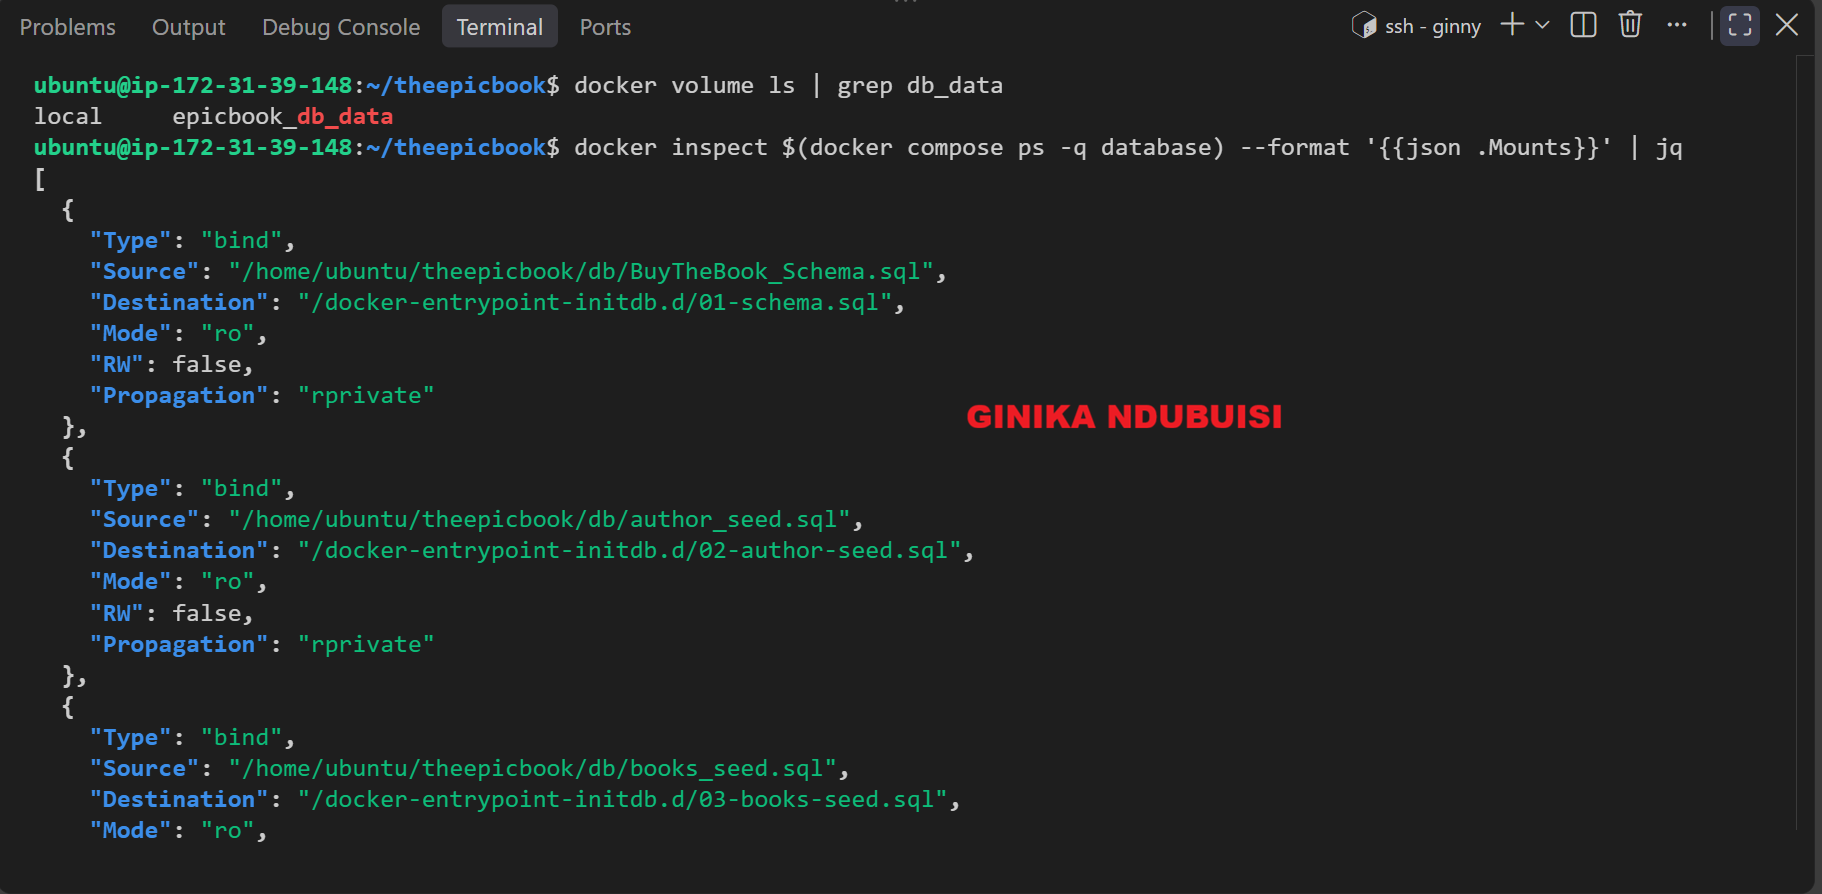 Problems Output Debug Console Terminal Ports ssh - ginny
ubuntu@ip-172-31-39-148:~/theepicbook$ docker volume ls | grep db_data
local     epicbook_db_data
ubuntu@ip-172-31-39-148:~/theepicbook$ docker inspect $(docker compose ps -q database) --format '{{json .Mounts}}' | jq
[
  {
    "Type": "bind",
    "Source": "/home/ubuntu/theepicbook/db/BuyTheBook_Schema.sql",
    "Destination": "/docker-entrypoint-initdb.d/01-schema.sql",
    "Mode": "ro",
    "RW": false,
    "Propagation": "rprivate"
GINIKA NDUBUISI
  },
  {
    "Type": "bind",
    "Source": "/home/ubuntu/theepicbook/db/author_seed.sql",
    "Destination": "/docker-entrypoint-initdb.d/02-author-seed.sql",
    "Mode": "ro",
    "RW": false,
    "Propagation": "rprivate"
  },
  {
    "Type": "bind",
    "Source": "/home/ubuntu/theepicbook/db/books_seed.sql",
    "Destination": "/docker-entrypoint-initdb.d/03-books-seed.sql",
    "Mode": "ro",